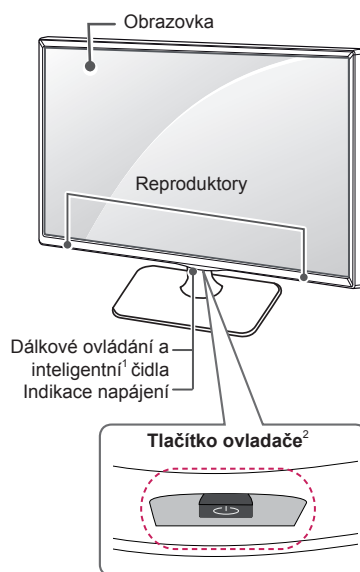 Obrazovka
Reproduktory
Dálkové ovládání a
inteligentní¹ čidla
Indikace napájení
Tlačítko ovladače²